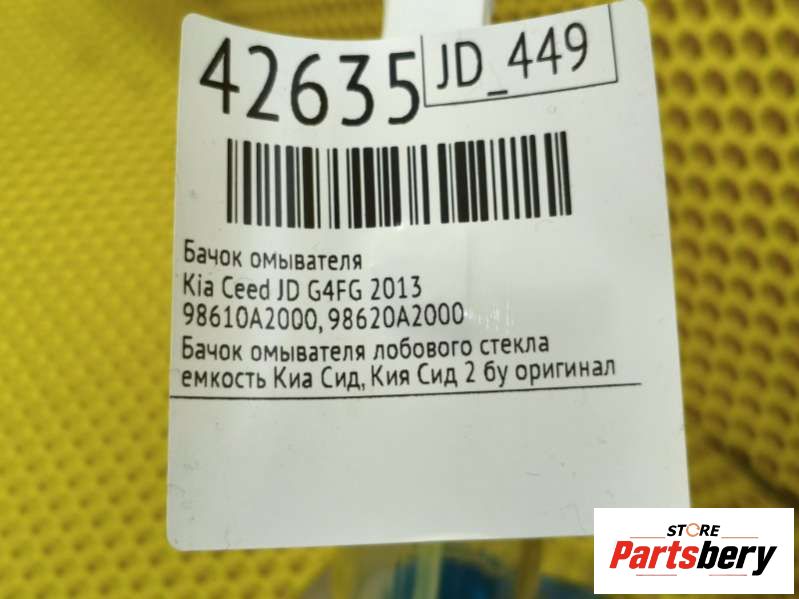 42635
JD_449
Бачок омывателя
Kia Ceed JD G4FG 2013
98610A2000, 98620A2000
Бачок омывателя лобового стекла
емкость Киа Сид, Кия Сид 2 бу оригинал
STORE
Partsbery